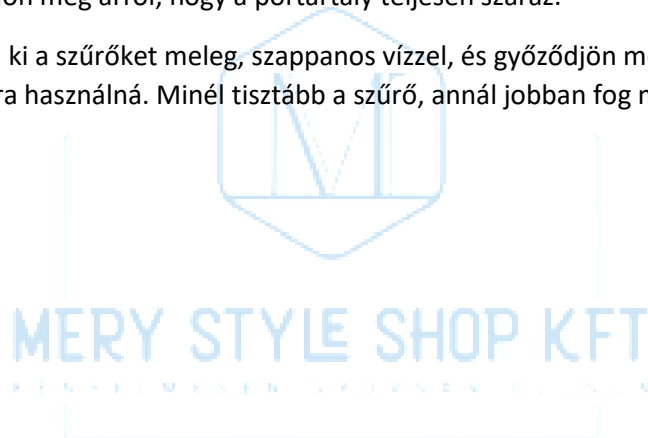 jön meg arról, hogy a portartály teljesen száraz.
ki a szűrőket meleg, szappanos vízzel, és győződjön m
ra használná. Minél tisztább a szűrő, annál jobban fog
MERY STYLE SHOP KFT